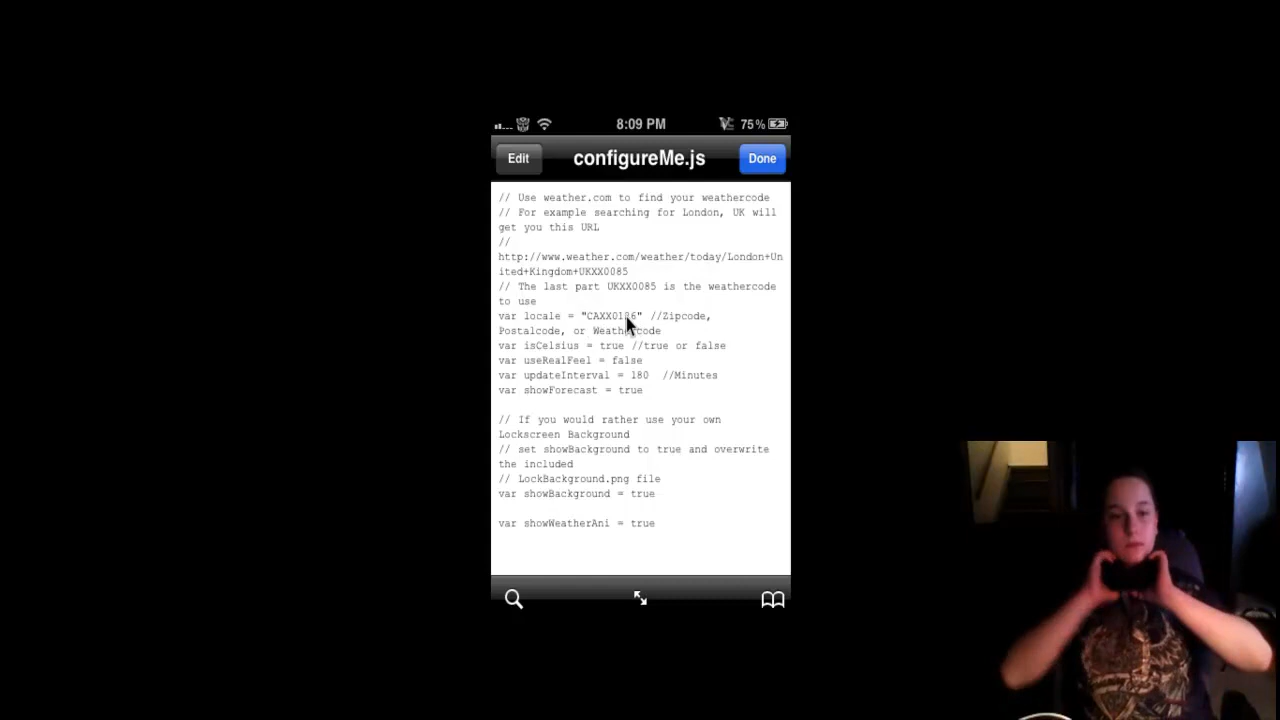 8:09 PM
75%
Edit
configureMe.js
Done
// Use weather.com to find your weathercode
// For example searching for London, UK will
get you this URL
//
http://www.weather.com/weather/today/London+Un
ited+Kingdom+UKXX0085
// The last part UKXX0085 is the weathercode
to use
var locale = "CAXX0186" //Zipcode,
Postalcode, or Weathercode
var isCelsius = true //true or false
var useRealFeel = false
var updateInterval = 180 //Minutes
var showForecast = true
// If you would rather use your own
Lockscreen Background
// set showBackground to true and overwrite
the included
// LockBackground.png file
var showBackground = true
var showWeatherAni = true